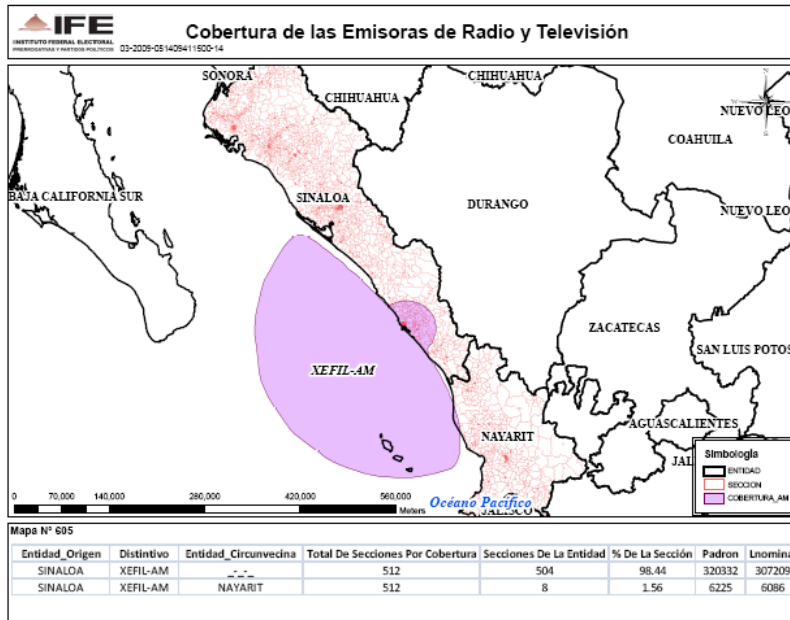 IFE
INSTITUTO FEDERAL ELECTORAL
PRERROGATIVAS Y PARTIDOS POLITICOS
03-2009-051409411500-14
Cobertura de las Emisoras de Radio y Televisión
SONORA
CHIHUAHUA
CHIHUAHUA
N
W
S
NUEVO LEO
COAHUILA
BAJA CALIFORNIA SUR
SINALOA
DURANGO
NUEVO LEO
ZACATECAS
SAN LUIS POTOS
XEFIL-AM
AGUASCALIENTES
NAYARIT
JAL
Simbologia
ENTIDAD
SECCION
COBERTURA_AM
0 70,000 140,000 280,000 420,000 560,000
Meters
Océano Pacífico
JALISCO
Mapa N° 605
Entidad_Origen Distintivo Entidad_Circunvecina Total De Secciones Por Cobertura Secciones De La Entidad % De La Sección Padron Lnomina
SINALOA XEFIL-AM _-_- 512 504 98.44 320332 307209
SINALOA XEFIL-AM NAYARIT 512 8 1.56 6225 6086